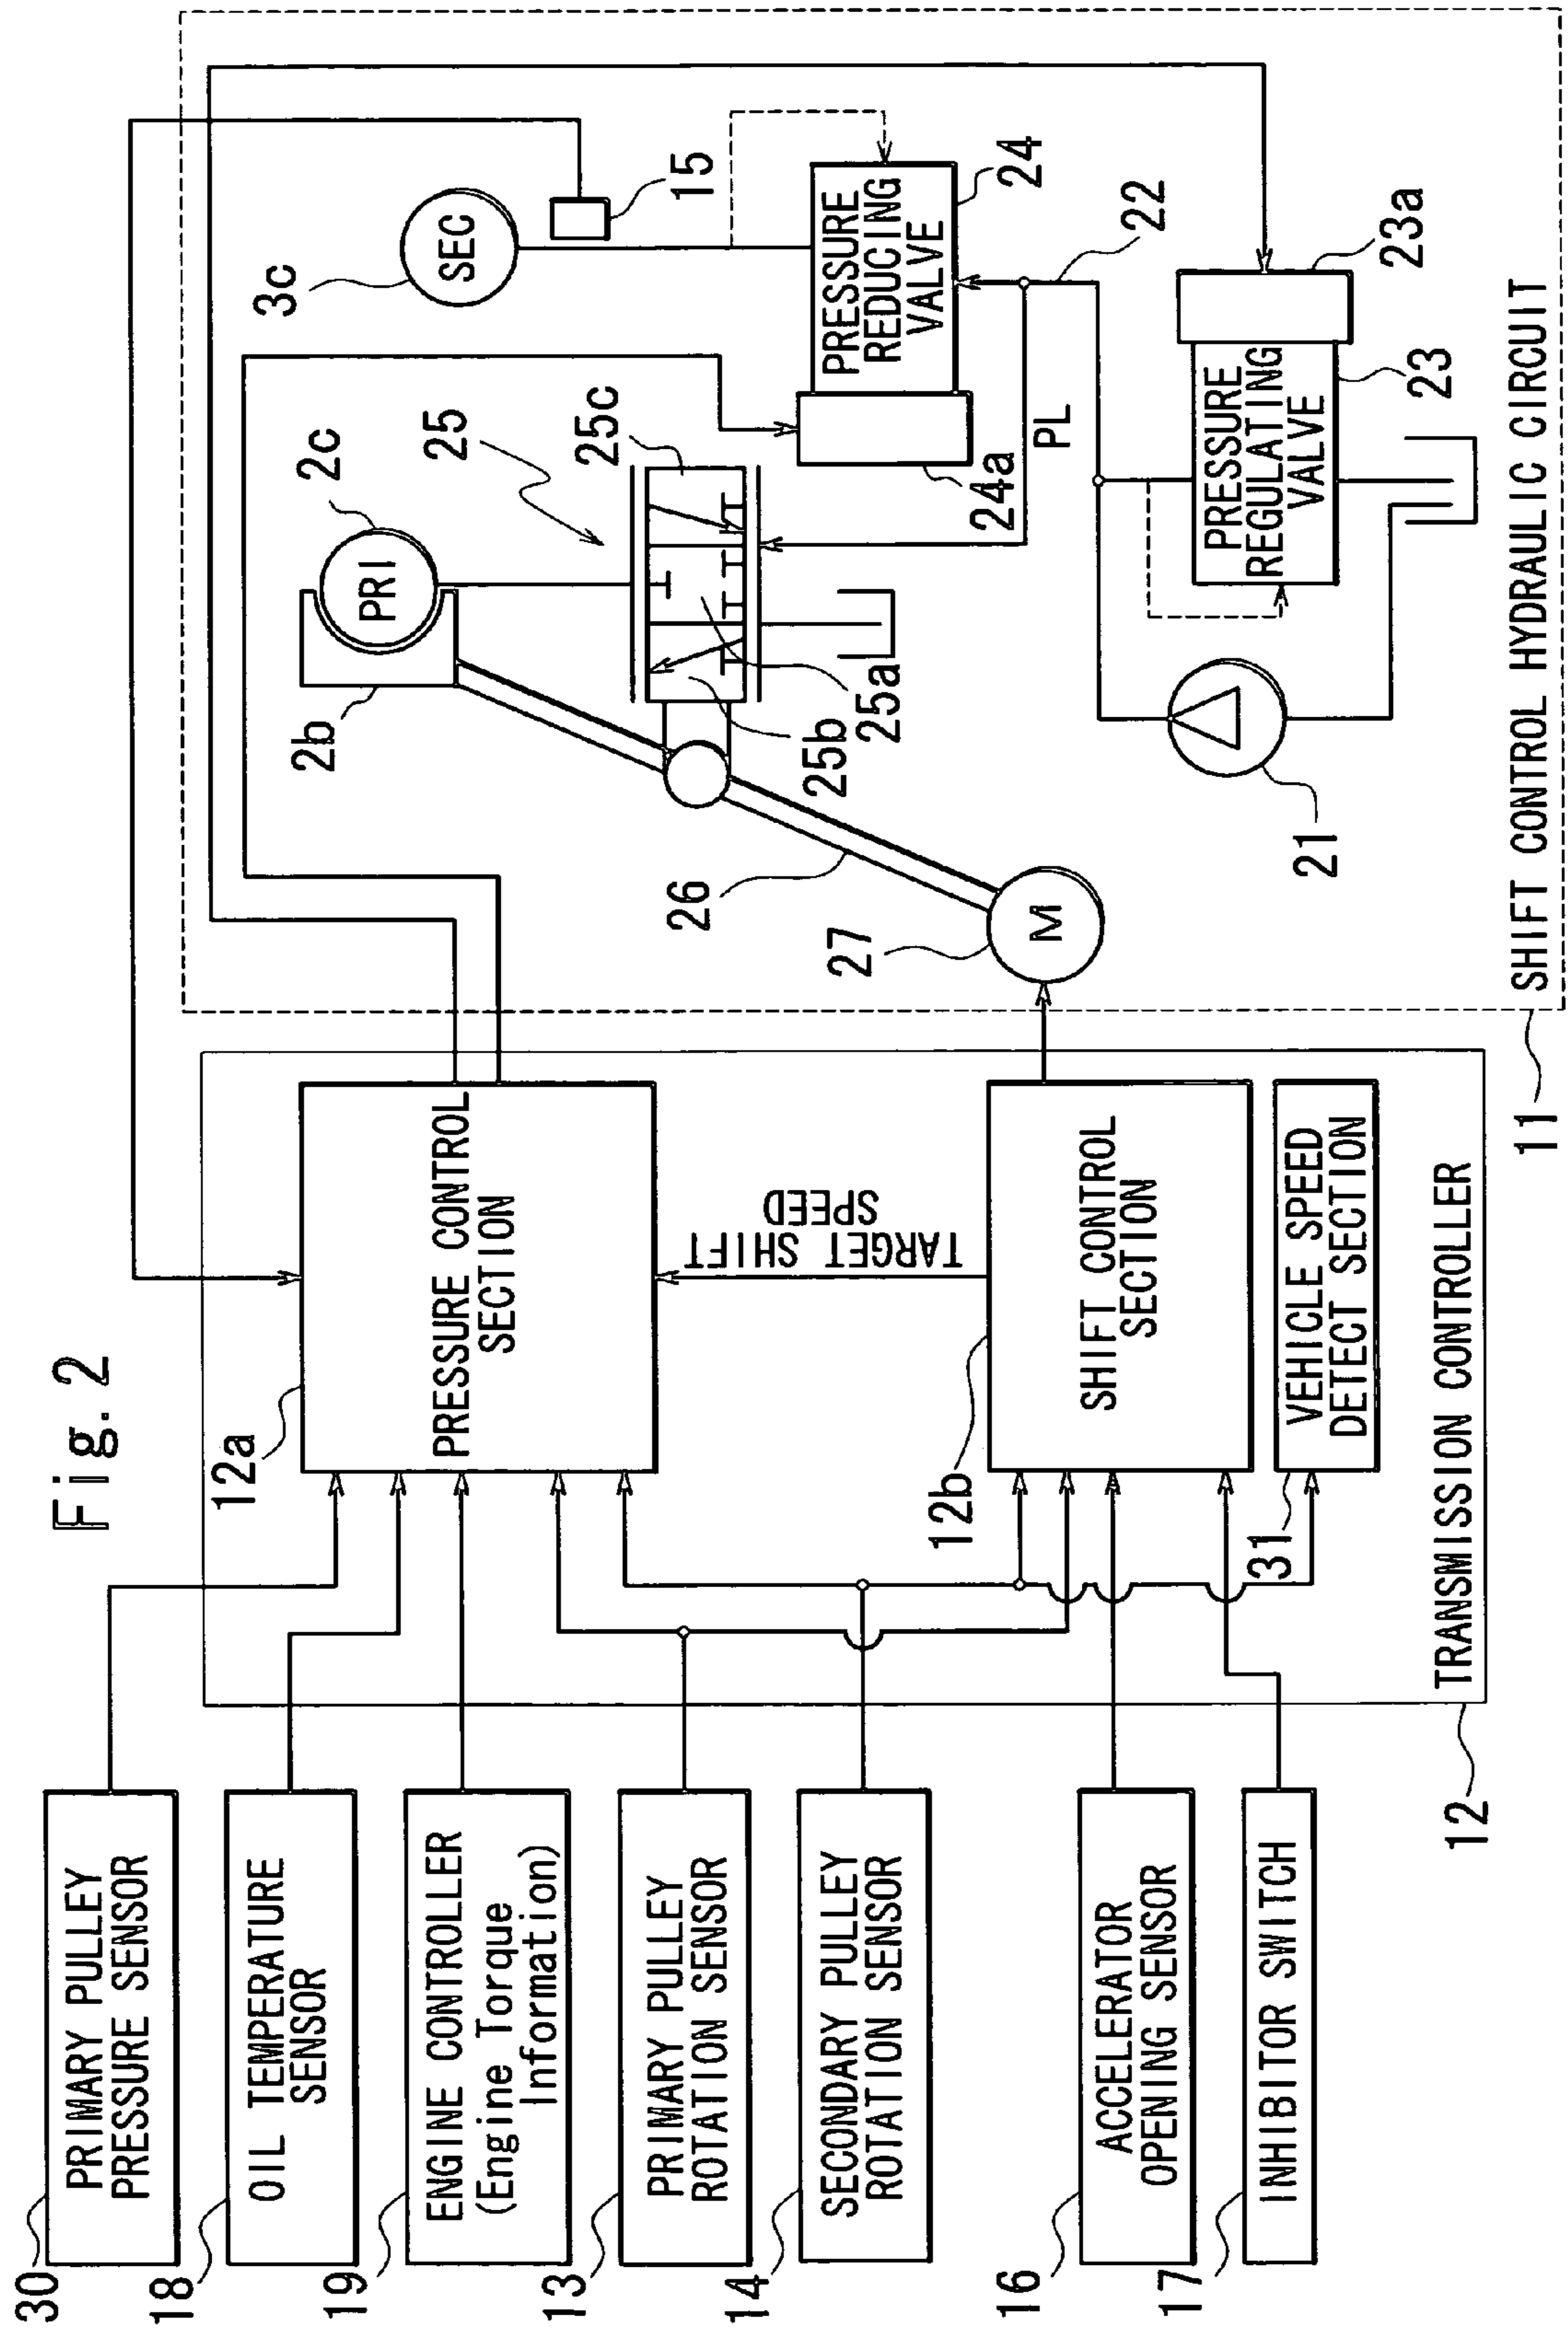 Fig. 2
30
PRIMARY PULLEY
PRESSURE SENSOR
18
OIL TEMPERATURE
SENSOR
19
ENGINE CONTROLLER
(Engine Torque
Information)
13
PRIMARY PULLEY
ROTATION SENSOR
14
SECONDARY PULLEY
ROTATION SENSOR
16
ACCELERATOR
OPENING SENSOR
17
INHIBITOR SWITCH
12
TRANSMISSION CONTROLLER
12a
PRESSURE CONTROL
SECTION
TARGET SHIFT
SPEED
12b
SHIFT CONTROL
SECTION
31
VEHICLE SPEED
DETECT SECTION
11
SHIFT CONTROL HYDRAULIC CIRCUIT
3c
SEC
15
2c
PRI
2b
25
25c
25a
25b
26
27
M
PRESSURE
REDUCING
VALVE
24
24a
PL
22
PRESSURE
REGULATING
VALVE
23
23a
21